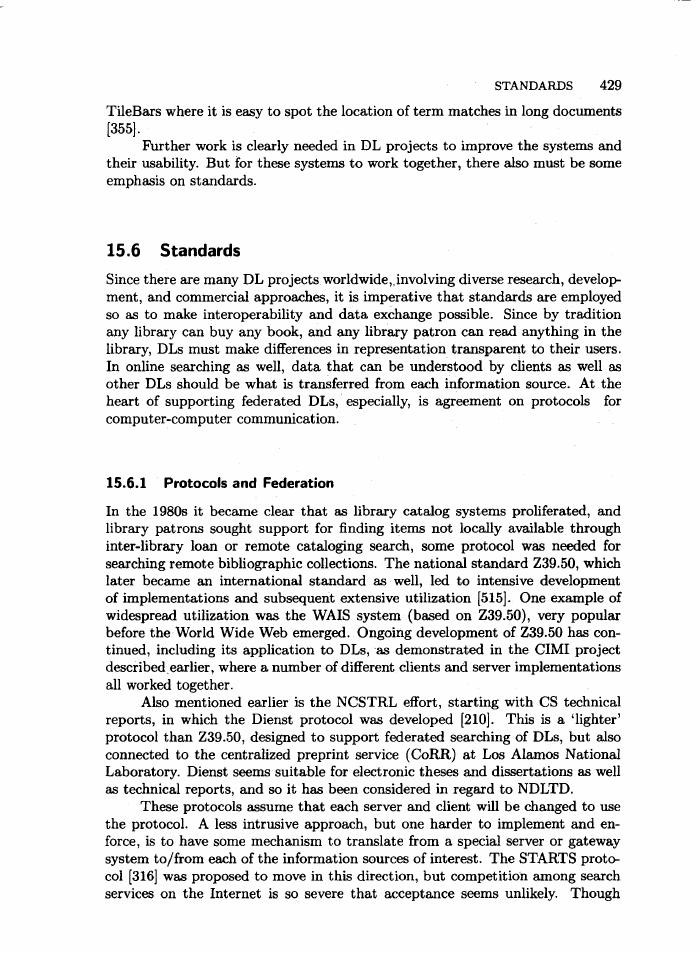 STANDARDS 429
TileBars where it is easy to spot the location of term matches in long documents
[355].
Further work is clearly needed in DL projects to improve the systems and
their usability. But for these systems to work together, there also must be some
emphasis on standards.
15.6 Standards
Since there are many DL projects worldwide, involving diverse research, develop-
ment, and commercial approaches, it is imperative that standards are employed
so as to make interoperability and data exchange possible. Since by tradition
any library can buy any book, and any library patron can read anything in the
library, DLs must make differences in representation transparent to their users.
In online searching as well, data that can be understood by clients as well as
other DLs should be what is transferred from each information source. At the
heart of supporting federated DLs, especially, is agreement on protocols for
computer-computer communication.
15.6.1 Protocols and Federation
In the 1980s it became clear that as library catalog systems proliferated, and
library patrons sought support for finding items not locally available through
inter-library loan or remote cataloging search, some protocol was needed for
searching remote bibliographic collections. The national standard Z39.50, which
later became an international standard as well, led to intensive development
of implementations and subsequent extensive utilization [515]. One example of
widespread utilization was the WAIS system (based on Z39.50), very popular
before the World Wide Web emerged. Ongoing development of Z39.50 has con-
tinued, including its application to DLs, as demonstrated in the CIMI project
described earlier, where a number of different clients and server implementations
all worked together.
Also mentioned earlier is the NCSTRL effort, starting with CS technical
reports, in which the Dienst protocol was developed [210]. This is a ‘lighter’
protocol than Z39.50, designed to support federated searching of DLs, but also
connected to the centralized preprint service (CoRR) at Los Alamos National
Laboratory. Dienst seems suitable for electronic theses and dissertations as well
as technical reports, and so it has been considered in regard to NDLTD.
These protocols assume that each server and client will be changed to use
the protocol. A less intrusive approach, but one harder to implement and en-
force, is to have some mechanism to translate from a special server or gateway
system to/from each of the information sources of interest. The STARTS proto-
col [316] was proposed to move in this direction, but competition among search
services on the Internet is so severe that acceptance seems unlikely. Though